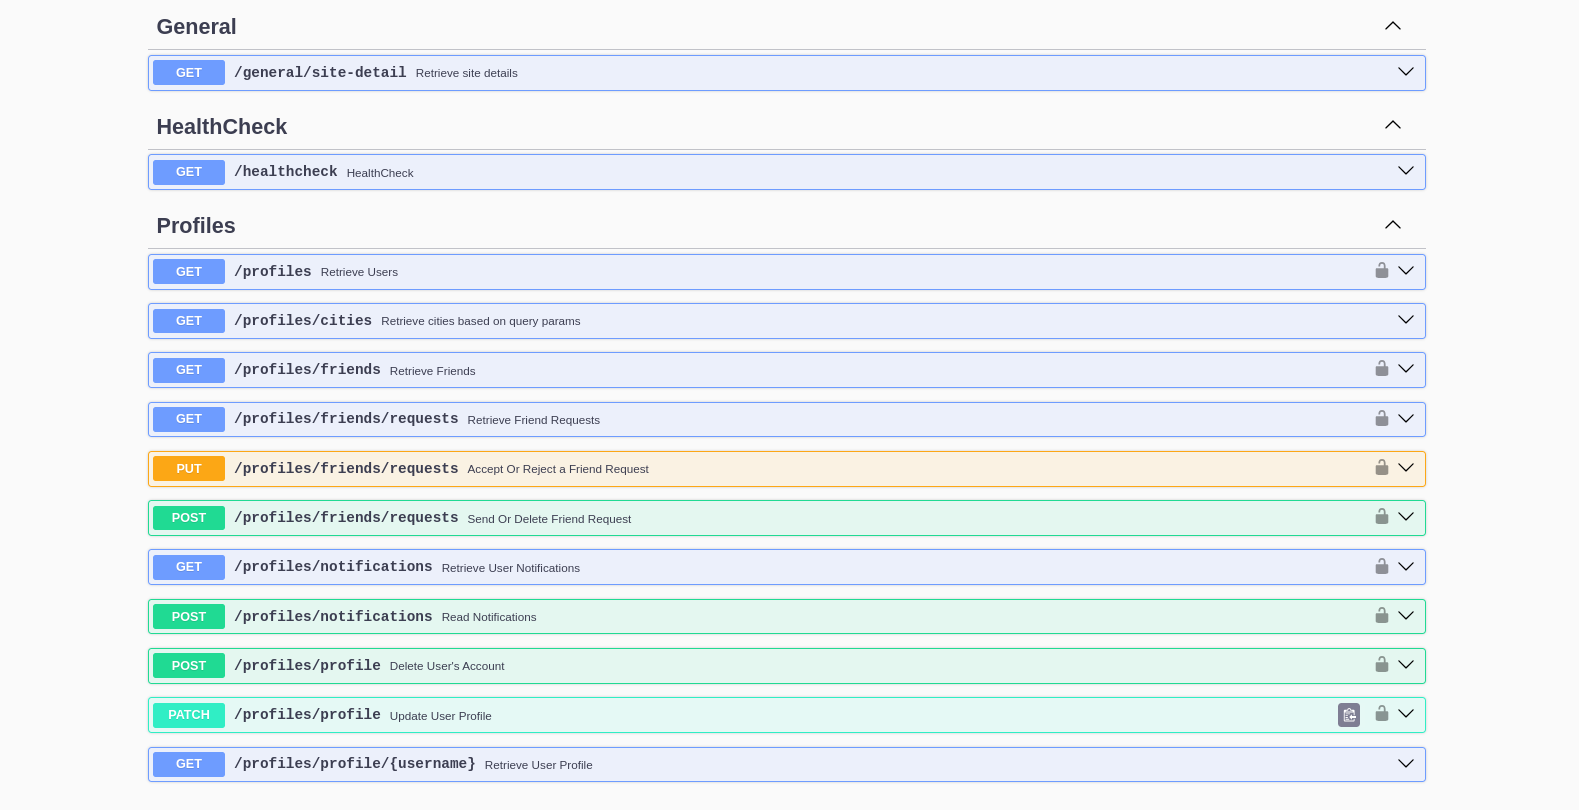 General
GET /general/site-detail Retrieve site details
HealthCheck
GET /healthcheck HealthCheck
Profiles
GET /profiles Retrieve Users
GET /profiles/cities Retrieve cities based on query params
GET /profiles/friends Retrieve Friends
GET /profiles/friends/requests Retrieve Friend Requests
PUT /profiles/friends/requests Accept Or Reject a Friend Request
POST /profiles/friends/requests Send Or Delete Friend Request
GET /profiles/notifications Retrieve User Notifications
POST /profiles/notifications Read Notifications
POST /profiles/profile Delete User's Account
PATCH /profiles/profile Update User Profile
GET /profiles/profile/{username} Retrieve User Profile